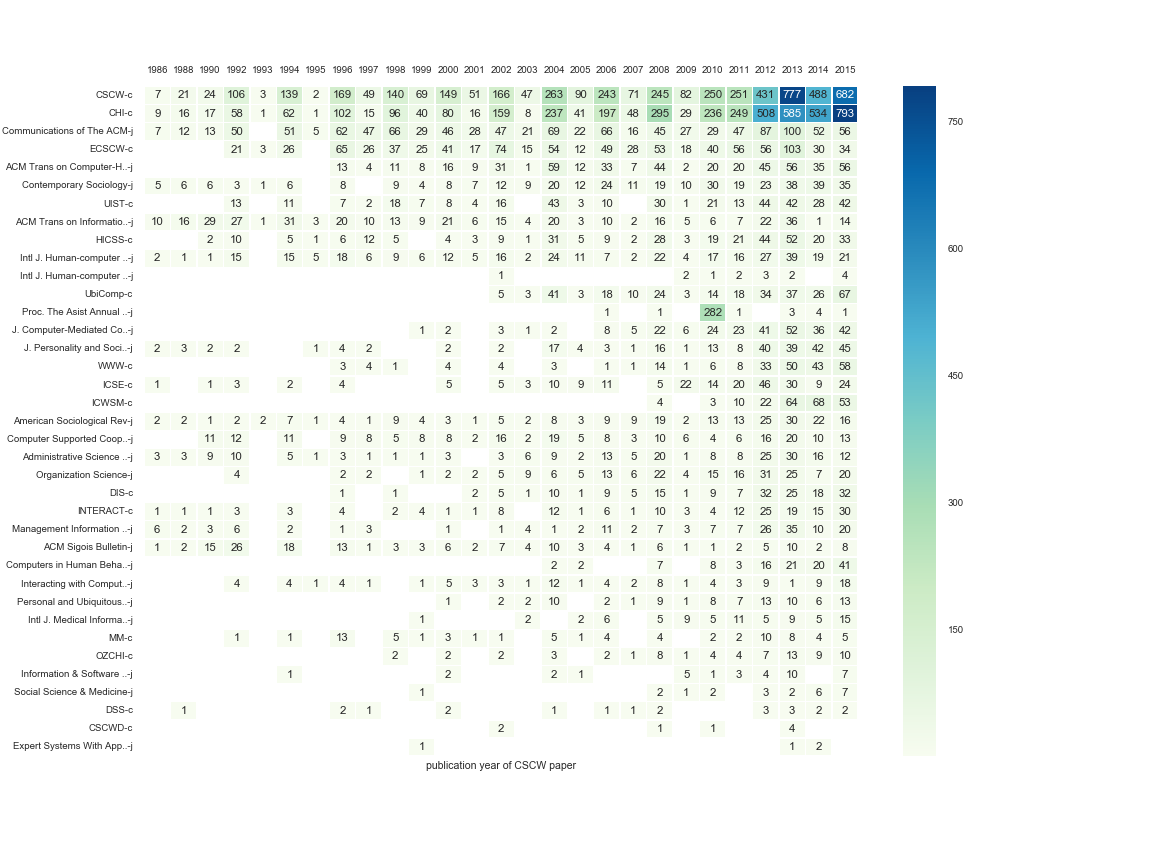 1986 1988 1990 1992 1993 1994 1995 1996 1997 1998 1999 2000 2001 2002 2003 2004 2005 2006 2007 2008 2009 2010 2011 2012 2013 2014 2015
CSCW-c 7 21 24 106 3 139 2 169 49 140 69 149 51 166 47 263 90 243 71 245 82 250 251 431 777 488 682
CHI-c 9 16 17 58 1 62 1 102 15 96 40 80 16 159 8 237 41 197 48 295 29 236 249 508 585 534 793
Communications of The ACM-j 7 12 13 50 51 5 62 47 66 29 46 28 47 21 69 22 66 16 45 27 29 47 87 100 52 56
ECSCW-c 21 3 26 65 26 37 25 41 17 74 15 54 12 49 28 53 18 40 56 56 103 30 34
ACM Trans on Computer-H..-j 13 4 11 8 16 9 31 1 59 12 33 7 44 2 20 20 45 56 35 56
Contemporary Sociology-j 5 6 6 3 1 6 8 9 4 8 7 12 9 20 12 24 11 19 10 30 19 23 38 39 35
UIST-c 13 11 7 2 18 7 8 4 16 43 3 10 30 1 21 13 44 42 28 42
ACM Trans on Informatio..-j 10 16 29 27 1 31 3 20 10 13 9 21 6 15 4 20 3 10 2 16 5 6 7 22 36 1 14
HICSS-c 2 10 5 1 6 12 5 4 3 9 1 31 5 9 2 28 3 19 21 44 52 20 33
Intl J. Human-computer ..-j 2 1 1 15 15 5 18 6 9 6 12 5 16 2 24 11 7 2 22 4 17 16 27 39 19 21
Intl J. Human-computer ..-j 1 2 1 2 3 2 4
UbiComp-c 5 3 41 3 18 10 24 3 14 18 34 37 26 67
Proc. The Asist Annual ..-j 1 1 282 1 3 4 1
J. Computer-Mediated Co..-j 1 2 3 1 2 8 5 22 6 24 23 41 52 36 42
J. Personality and Soci..-j 2 3 2 2 1 4 2 2 2 17 4 3 1 16 1 13 8 40 39 42 45
WWW-c 3 4 1 4 4 3 1 1 14 1 6 8 33 50 43 58
ICSE-c 1 1 3 2 4 5 5 3 10 9 11 5 22 14 20 46 30 9 24
ICWSM-c 4 3 10 22 64 68 53
American Sociological Rev-j 2 2 1 2 2 7 1 4 1 9 4 3 1 5 2 8 3 9 9 19 2 13 13 25 30 22 16
Computer Supported Coop..-j 11 12 11 9 8 5 8 8 2 16 2 19 5 8 3 10 6 4 6 16 20 10 13
Administrative Science ..-j 3 3 9 10 5 1 3 1 1 1 3 3 6 9 2 13 5 20 1 8 8 25 30 16 12
Organization Science-j 4 2 2 1 2 2 5 9 6 5 13 6 22 4 15 16 31 25 7 20
DIS-c 1 1 2 5 1 10 1 9 5 15 1 9 7 32 25 18 32
INTERACT-c 1 1 1 3 3 4 2 4 1 1 8 12 1 6 1 10 3 4 12 25 19 15 30
Management Information ..-j 6 2 3 6 2 1 3 1 1 4 1 2 11 2 7 3 7 7 26 35 10 20
ACM Sigois Bulletin-j 1 2 15 26 18 13 1 3 3 6 2 7 4 10 3 4 1 6 1 1 2 5 10 2 8
Computers in Human Beha..-j 2 2 7 8 3 16 21 20 41
Interacting with Comput..-j 4 4 1 4 1 1 5 3 3 1 12 1 4 2 8 1 4 3 9 1 9 18
Personal and Ubiquitous..-j 1 2 2 10 2 1 9 1 8 7 13 10 6 13
Intl J. Medical Informa..-j 1 2 2 6 5 9 5 11 5 9 5 15
MM-c 1 1 13 5 1 3 1 1 5 1 4 4 2 2 10 8 4 5
OZCHI-c 2 2 2 3 2 1 8 1 4 4 7 13 9 10
Information & Software ..-j 1 2 2 1 5 1 3 4 10 7
Social Science & Medicine-j 1 2 1 2 3 2 6 7
DSS-c 1 2 1 2 1 1 1 2 3 3 2 2
CSCWD-c 2 1 1 4
Expert Systems With App..-j 1 1 2
publication year of CSCW paper
750
600
450
300
150